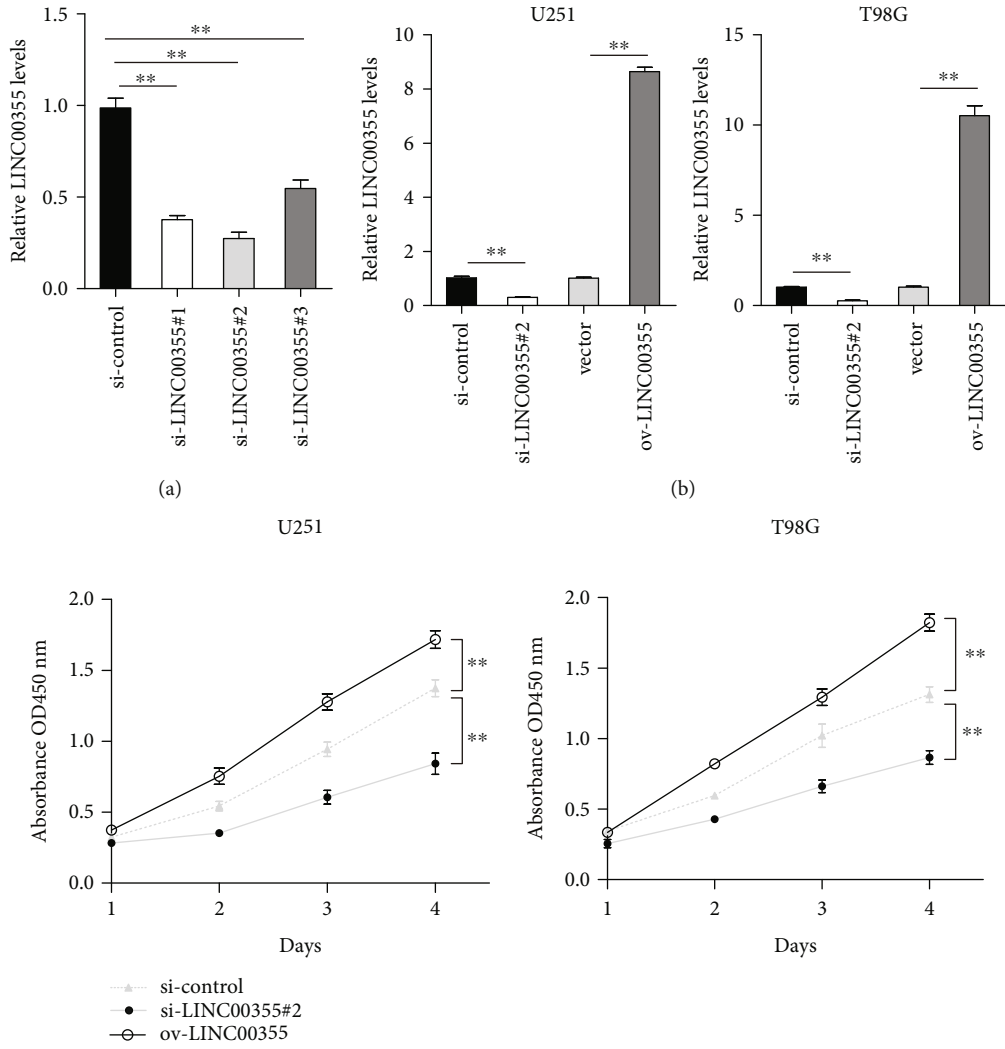 Relative LINC00355 levels
1.5
1.0
0.5
0.0
**
**
**
si-control
si-LINC00355#1
si-LINC00355#2
si-LINC00355#3
(a)
U251
Relative LINC00355 levels
10
8
6
4
2
0
**
**
si-control
si-LINC00355#2
vector
ov-LINC00355
T98G
Relative LINC00355 levels
15
10
5
0
**
**
si-control
si-LINC00355#2
vector
ov-LINC00355
(b)
U251
Absorbance OD450 nm
2.0
1.5
1.0
0.5
0.0
**
**
1 2 3 4
Days
T98G
Absorbance OD450 nm
2.0
1.5
1.0
0.5
0.0
**
**
1 2 3 4
Days
si-control
si-LINC00355#2
ov-LINC00355